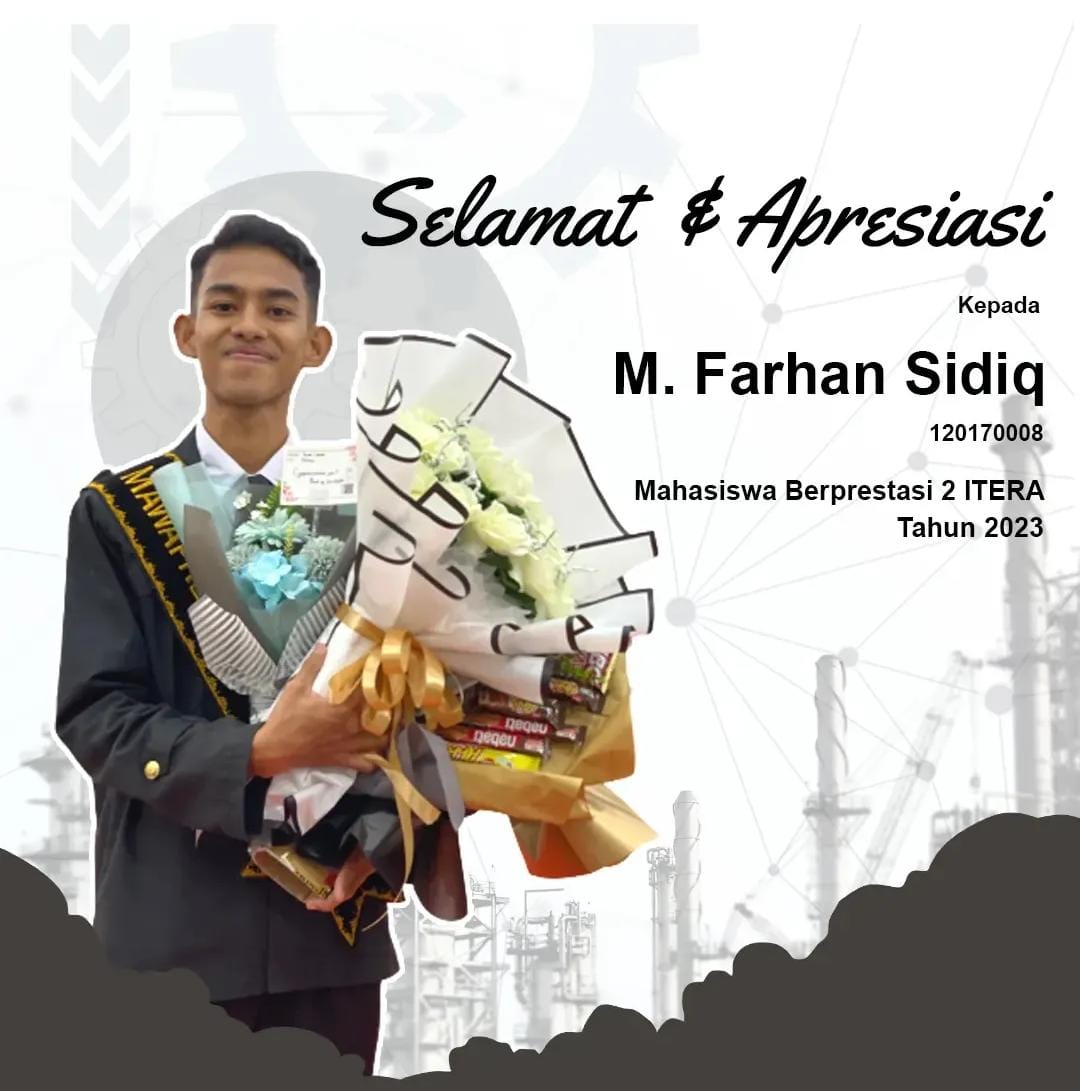 Selamat & Apresiasi
Kepada
M. Farhan Sidiq
120170008
Mahasiswa Berprestasi 2 ITERA
Tahun 2023